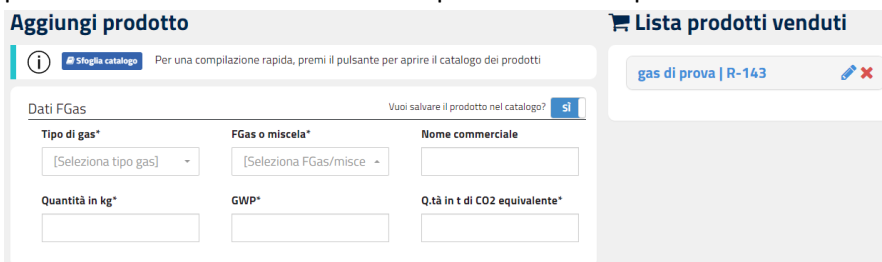 Aggiungi prodotto
Sfoglia catalogo Per una compilazione rapida, premi il pulsante per aprire il catalogo dei prodotti
Dati FGas Vuoi salvare il prodotto nel catalogo? SÌ
Tipo di gas* FGas o miscela* Nome commerciale
[Seleziona tipo gas] [Seleziona FGas/misce
Quantità in kg* GWP* Q.tà in t di CO2 equivalente*
Lista prodotti venduti
gas di prova | R-143